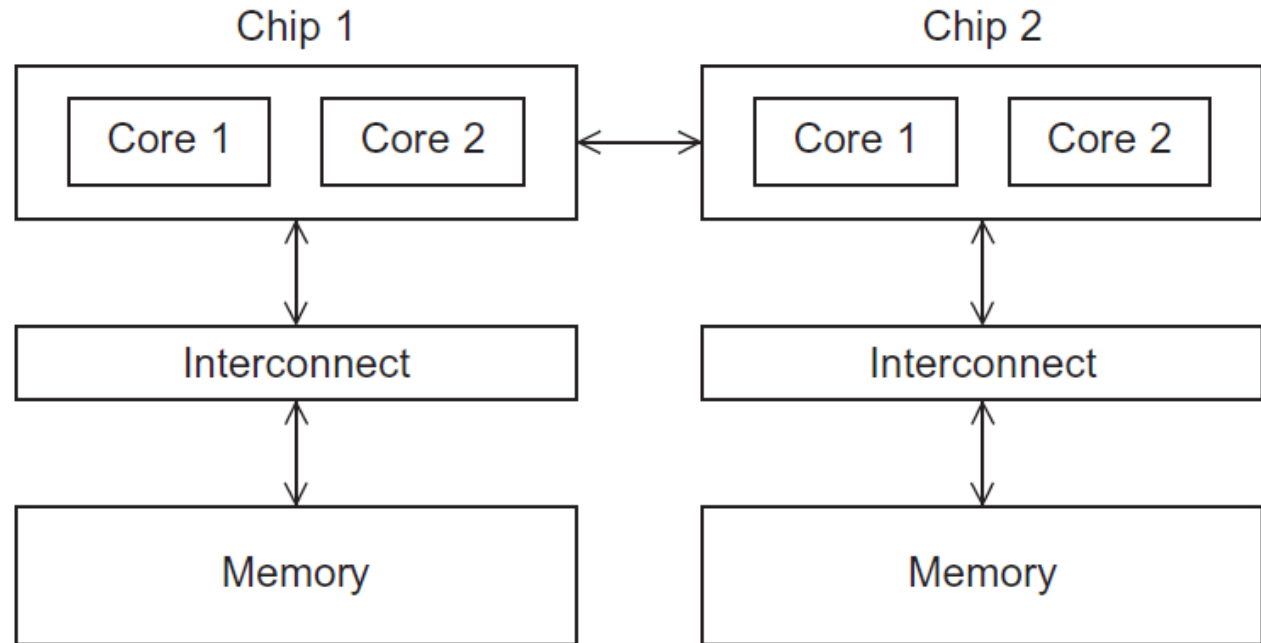 Chip 1
Chip 2
Core 1
Core 2
Core 1
Core 2
Interconnect
Interconnect
Memory
Memory